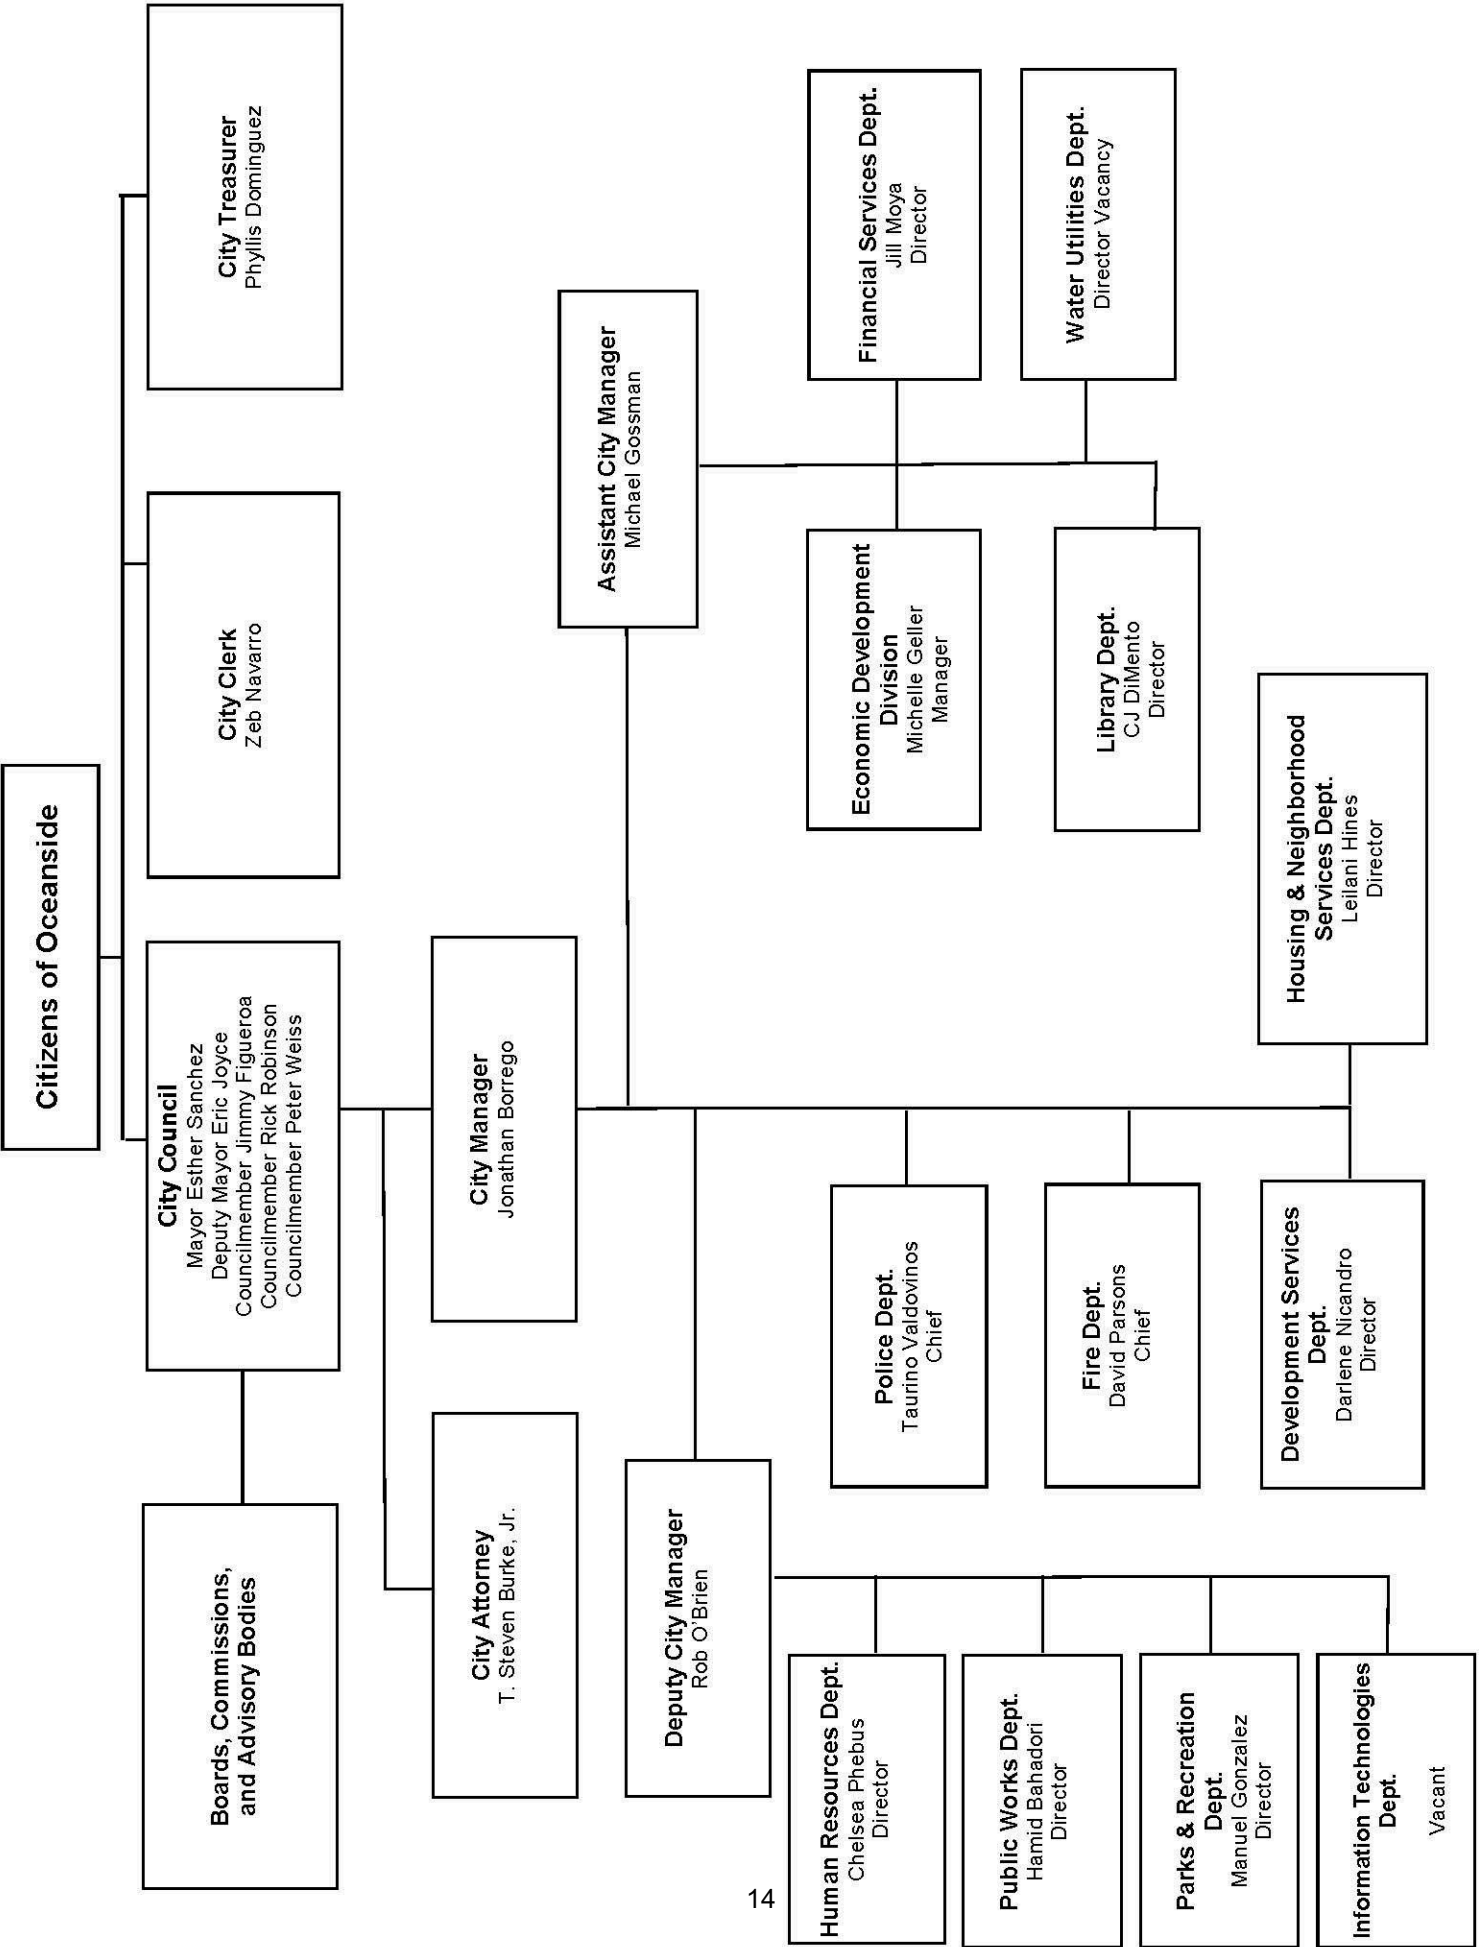 Citizens of Oceanside
Boards, Commissions,
and Advisory Bodies
City Council
Mayor Esther Sanchez
Deputy Mayor Eric Joyce
Councilmember Jimmy Figueroa
Councilmember Rick Robinson
Councilmember Peter Weiss
City Clerk
Zeb Navarro
City Treasurer
Phyllis Dominguez
City Attorney
T. Steven Burke, Jr.
City Manager
Jonathan Borrego
Deputy City Manager
Rob O'Brien
Assistant City Manager
Michael Gossman
Human Resources Dept.
Chelsea Phebus
Director
Public Works Dept.
Hamid Bahadori
Director
Parks & Recreation
Dept.
Manuel Gonzalez
Director
Information Technologies
Dept.
Vacant
Police Dept.
Taurino Valdovinos
Chief
Fire Dept.
David Parsons
Chief
Development Services
Dept.
Darlene Nicandro
Director
Housing & Neighborhood
Services Dept.
Leilani Hines
Director
Economic Development
Division
Michelle Geller
Manager
Financial Services Dept.
Jill Moya
Director
Library Dept.
CJ DiMento
Director
Water Utilities Dept.
Director Vacancy
14